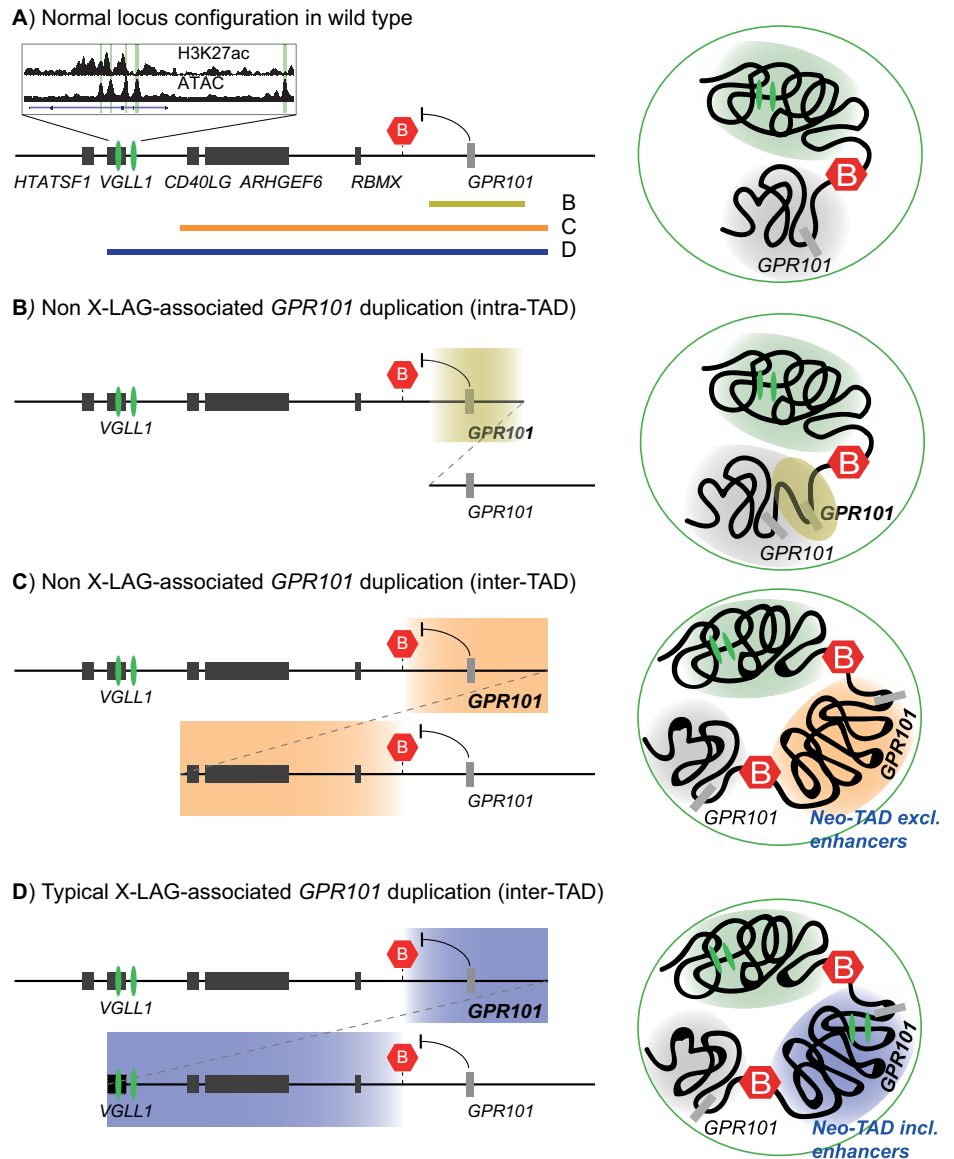 A) Normal locus configuration in wild type
H3K27ac
ATAC
B
HTATSF1 VGLL1 CD40LG ARHGEF6 RBMX GPR101
B
C
D
B
GPR101
B) Non X-LAG-associated GPR101 duplication (intra-TAD)
B
VGLL1 GPR101
GPR101
B
GPR101
GPR101
C) Non X-LAG-associated GPR101 duplication (inter-TAD)
B
VGLL1 GPR101
B
GPR101
B
GPR101
B
GPR101
Neo-TAD excl.
enhancers
D) Typical X-LAG-associated GPR101 duplication (inter-TAD)
B
VGLL1 GPR101
B
VGLL1 GPR101
B
GPR101
B
GPR101
Neo-TAD incl.
enhancers